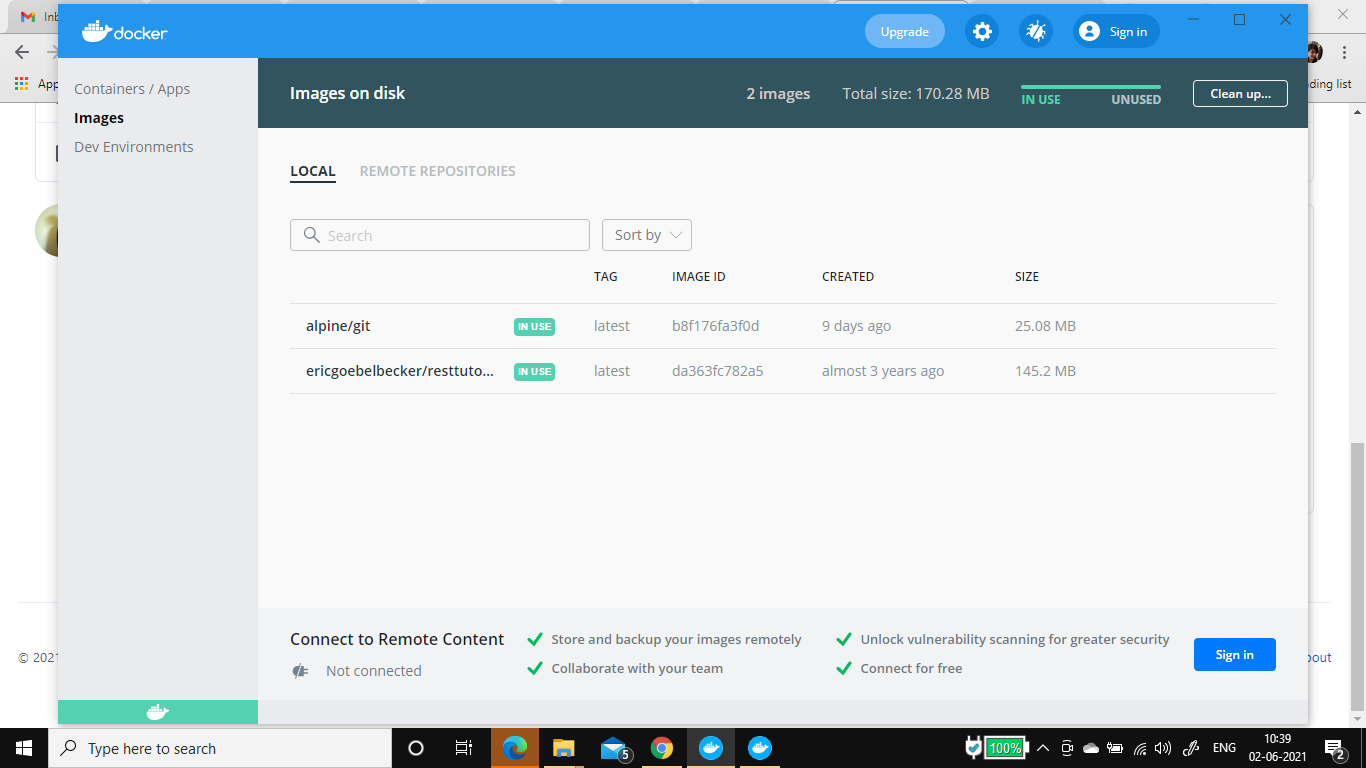 Inb
docker
Upgrade
Sign in
App
ding list
Containers / Apps
Images
Dev Environments
Images on disk
2 images
Total size: 170.28 MB
IN USE
UNUSED
Clean up...
LOCAL
REMOTE REPOSITORIES
Search
Sort by
TAG
IMAGE ID
CREATED
SIZE
alpine/git
IN USE
latest
b8f176fa3f0d
9 days ago
25.08 MB
ericgoebelbecker/resttuto...
IN USE
latest
da363fc782a5
almost 3 years ago
145.2 MB
Connect to Remote Content
Not connected
Store and backup your images remotely
Collaborate with your team
Unlock vulnerability scanning for greater security
Connect for free
Sign in
© 2021
bout
Type here to search
5
100%
ENG
10:39
02-06-2021
2